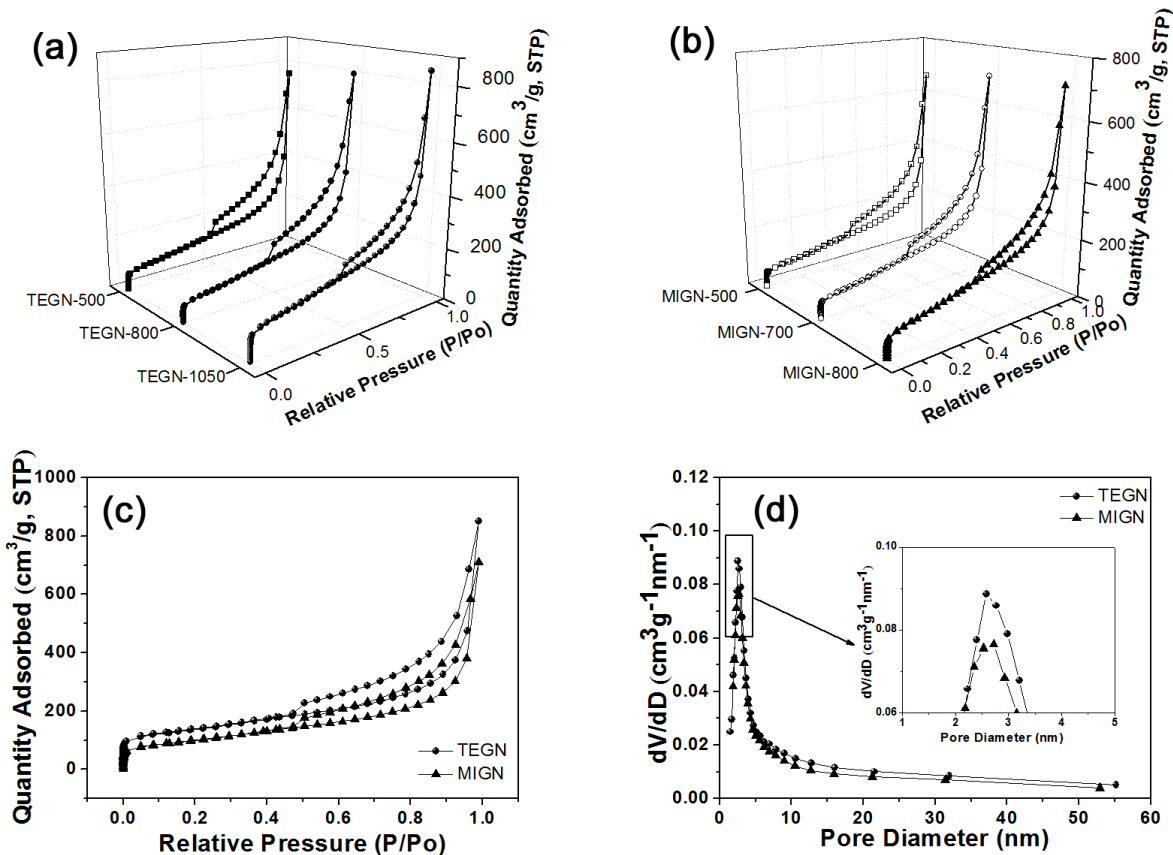 (a)
800
600
400
200
0
Quantity Adsorbed (cm³/g, STP)
TEGN-500
TEGN-800
TEGN-1050
0.0
0.5
1.0
Relative Pressure (P/Po)
(b)
800
600
400
200
0
Quantity Adsorbed (cm³/g, STP)
MIGN-500
MIGN-700
MIGN-800
0.0
0.2
0.4
0.6
0.8
1.0
Relative Pressure (P/Po)
(c)
Quantity Adsorbed (cm³/g, STP)
1000
800
600
400
200
0
TEGN
MIGN
0.0 0.2 0.4 0.6 0.8 1.0
Relative Pressure (P/Po)
(d)
dV/dD (cm³g⁻¹nm⁻¹)
0.12
0.10
0.08
0.06
0.04
0.02
0.00
TEGN
MIGN
dV/dD (cm³g⁻¹nm⁻¹)
0.10
0.08
0.06
1 2 3 4 5
Pore Diameter (nm)
0 10 20 30 40 50 60
Pore Diameter (nm)